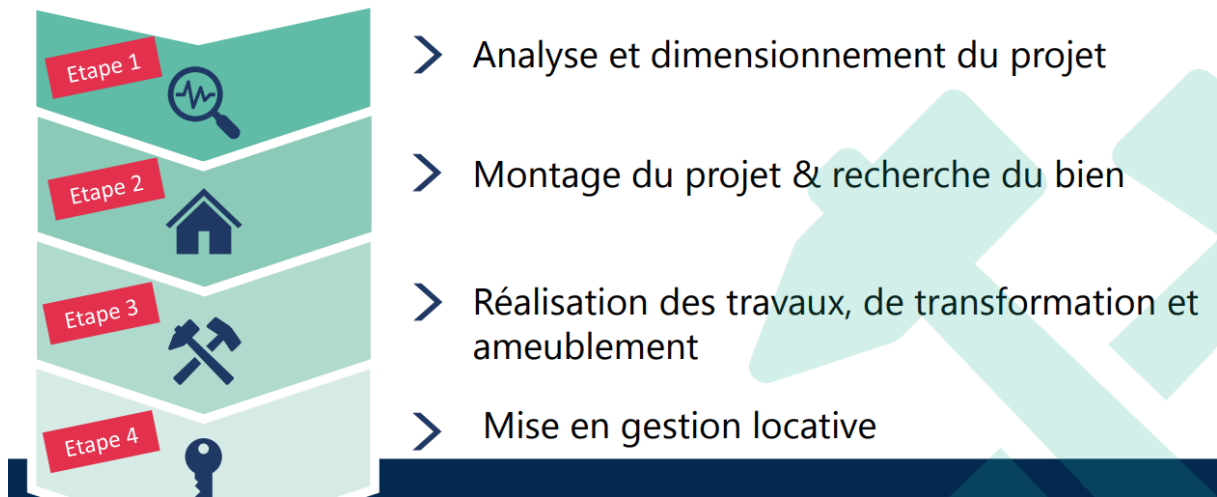 Etape 1
Analyse et dimensionnement du projet
Etape 2
Montage du projet & recherche du bien
Etape 3
Réalisation des travaux, de transformation et
ameublement
Etape 4
Mise en gestion locative